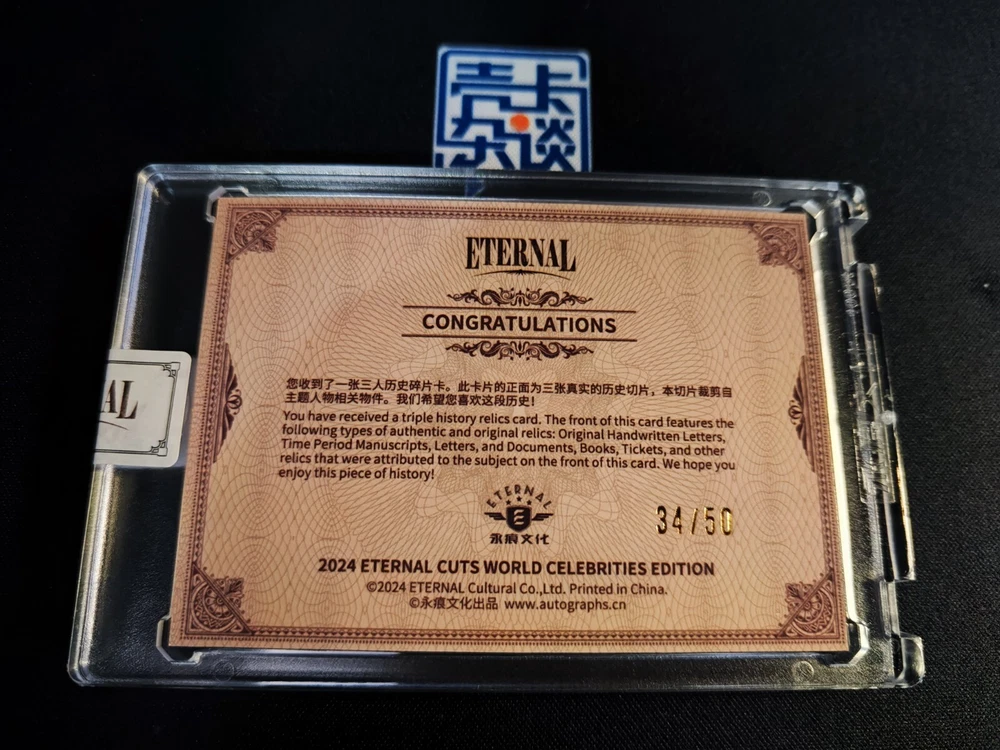 壳卡
杂谈
ETERNAL
CONGRATULATIONS
您收到了一张三人历史碎片卡。此卡片的正面为三张真实的历史切片，本切片裁剪自
主题人物相关物件。我们希望您喜欢这段历史！
You have received a triple history relics card. The front of this card features the
following types of authentic and original relics: Original Handwritten Letters,
Time Period Manuscripts, Letters, and Documents, Books, Tickets, and other
relics that were attributed to the subject on the front of this card. We hope you
enjoy this piece of history!
AL
ETERNAL
永痕文化
34/50
2024 ETERNAL CUTS WORLD CELEBRITIES EDITION
©2024 ETERNAL Cultural Co.,Ltd. Printed in China.
©永痕文化出品 www.autographs.cn